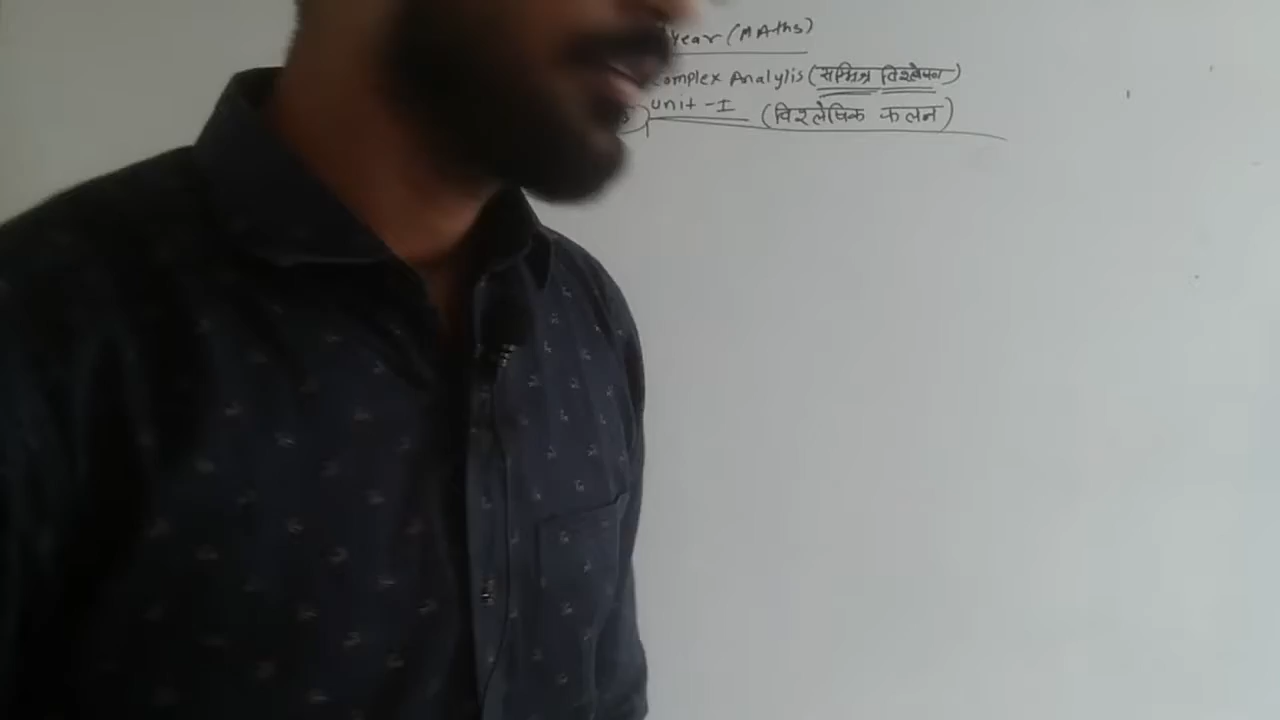 Year (MAths)
Complex Analylis (सम्मिश्र विश्लेषण)
Unit - I (विश्लेषिक फलन)